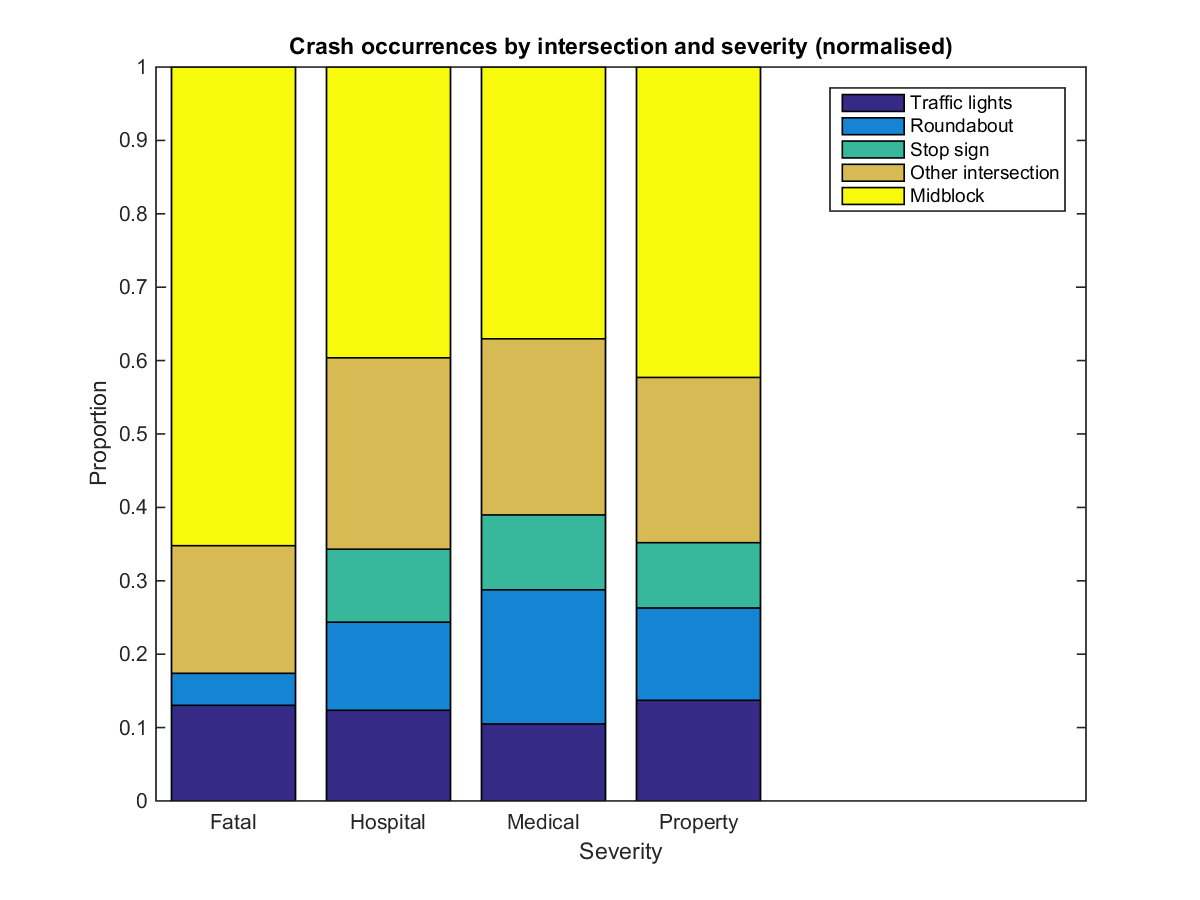 Crash occurrences by intersection and severity (normalised)
1
0.9
0.8
0.7
0.6
0.5
0.4
0.3
0.2
0.1
0
Proportion
Traffic lights
Roundabout
Stop sign
Other intersection
Midblock
Fatal Hospital Medical Property
Severity